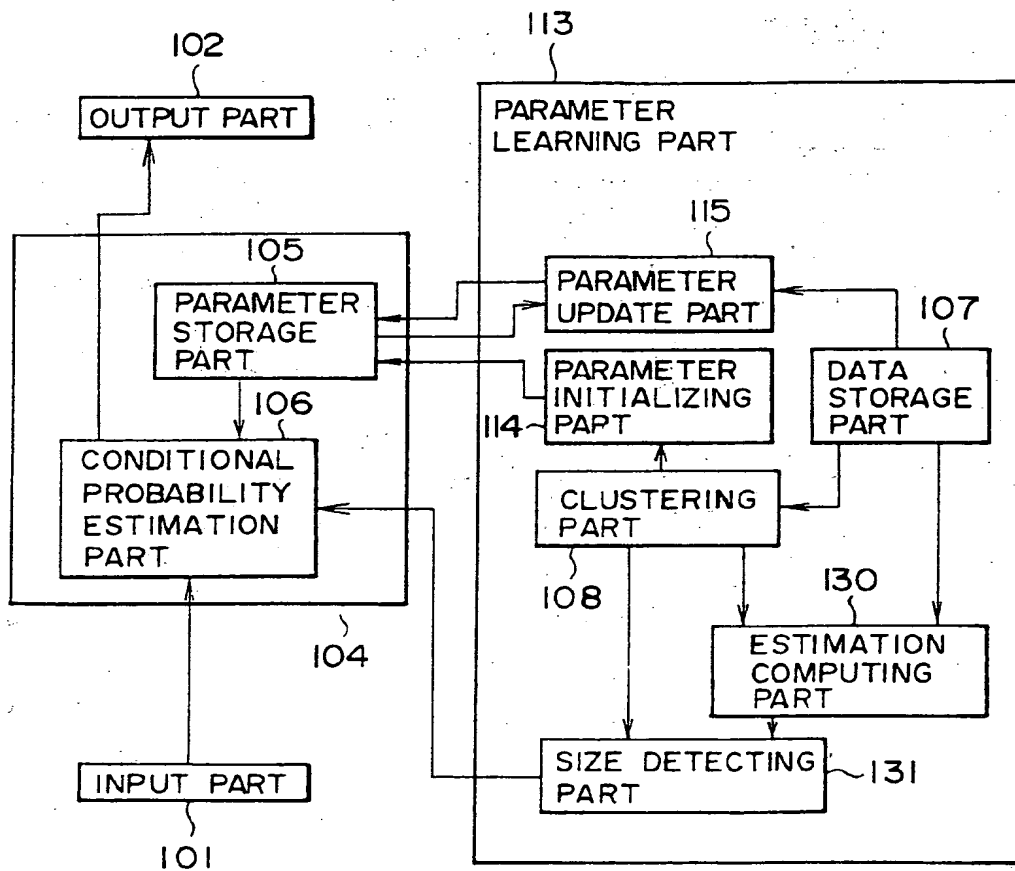 102
OUTPUT PART
113
PARAMETER
LEARNING PART
105
PARAMETER
STORAGE
PART
115
PARAMETER
UPDATE PART
107
DATA
STORAGE
PART
PARAMETER
INITIALIZING
PAPT
114
106
CONDITIONAL
PROBABILITY
ESTIMATION
PART
CLUSTERING
PART
108
130
ESTIMATION
COMPUTING
PART
104
SIZE DETECTING
PART
131
INPUT PART
101